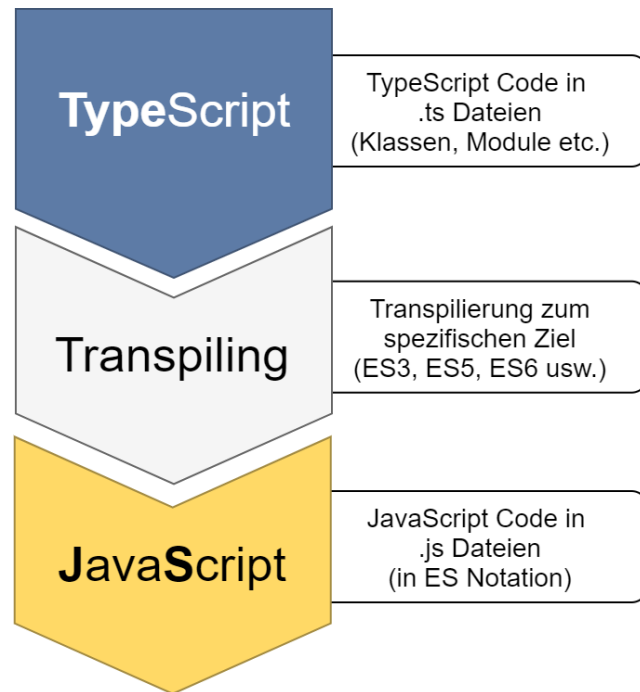 TypeScript
TypeScript Code in
.ts Dateien
(Klassen, Module etc.)
Transpiling
Transpilierung zum
spezifischen Ziel
(ES3, ES5, ES6 usw.)
JavaScript
JavaScript Code in
.js Dateien
(in ES Notation)